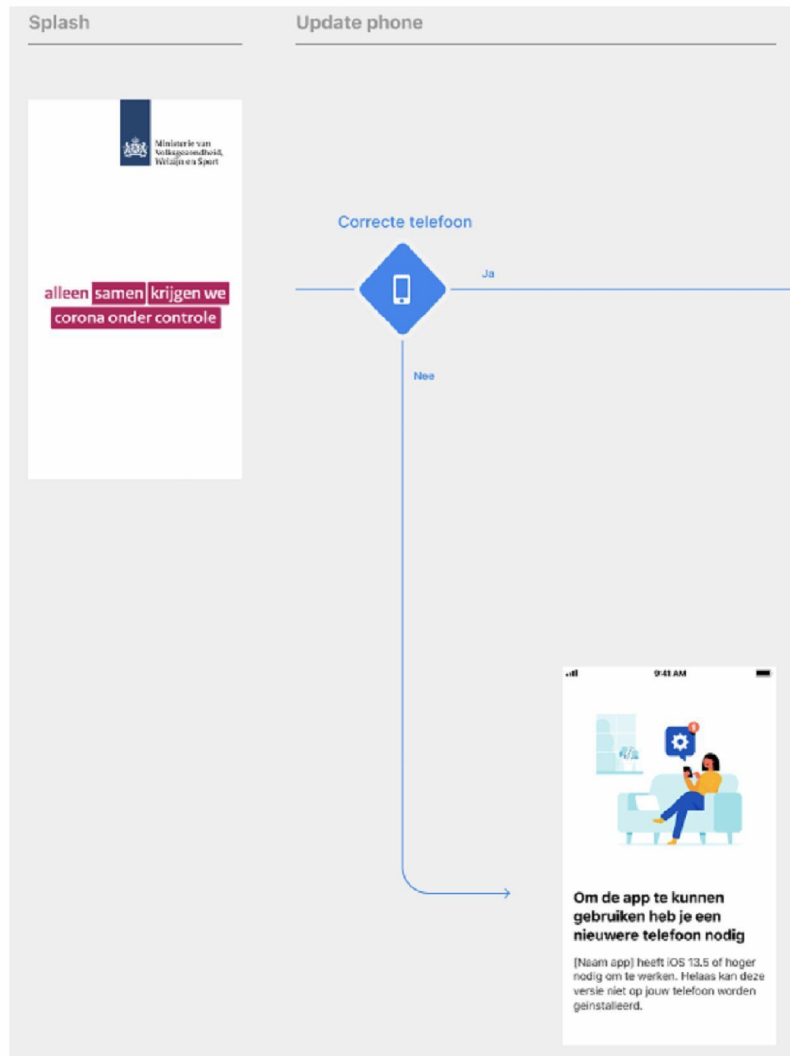 Splash
Update phone
Ministerie van
Volksgezondheid,
Welzijn en Sport
Correcte telefoon
Ja
alleen samen krijgen we
corona onder controle
Nee
9:41 AM
Om de app te kunnen
gebruiken heb je een
nieuwere telefoon nodig
[Naam app] heeft iOS 13.5 of hoger
nodig om te werken. Helaas kan deze
versie niet op jouw telefoon worden
geïnstalleerd.